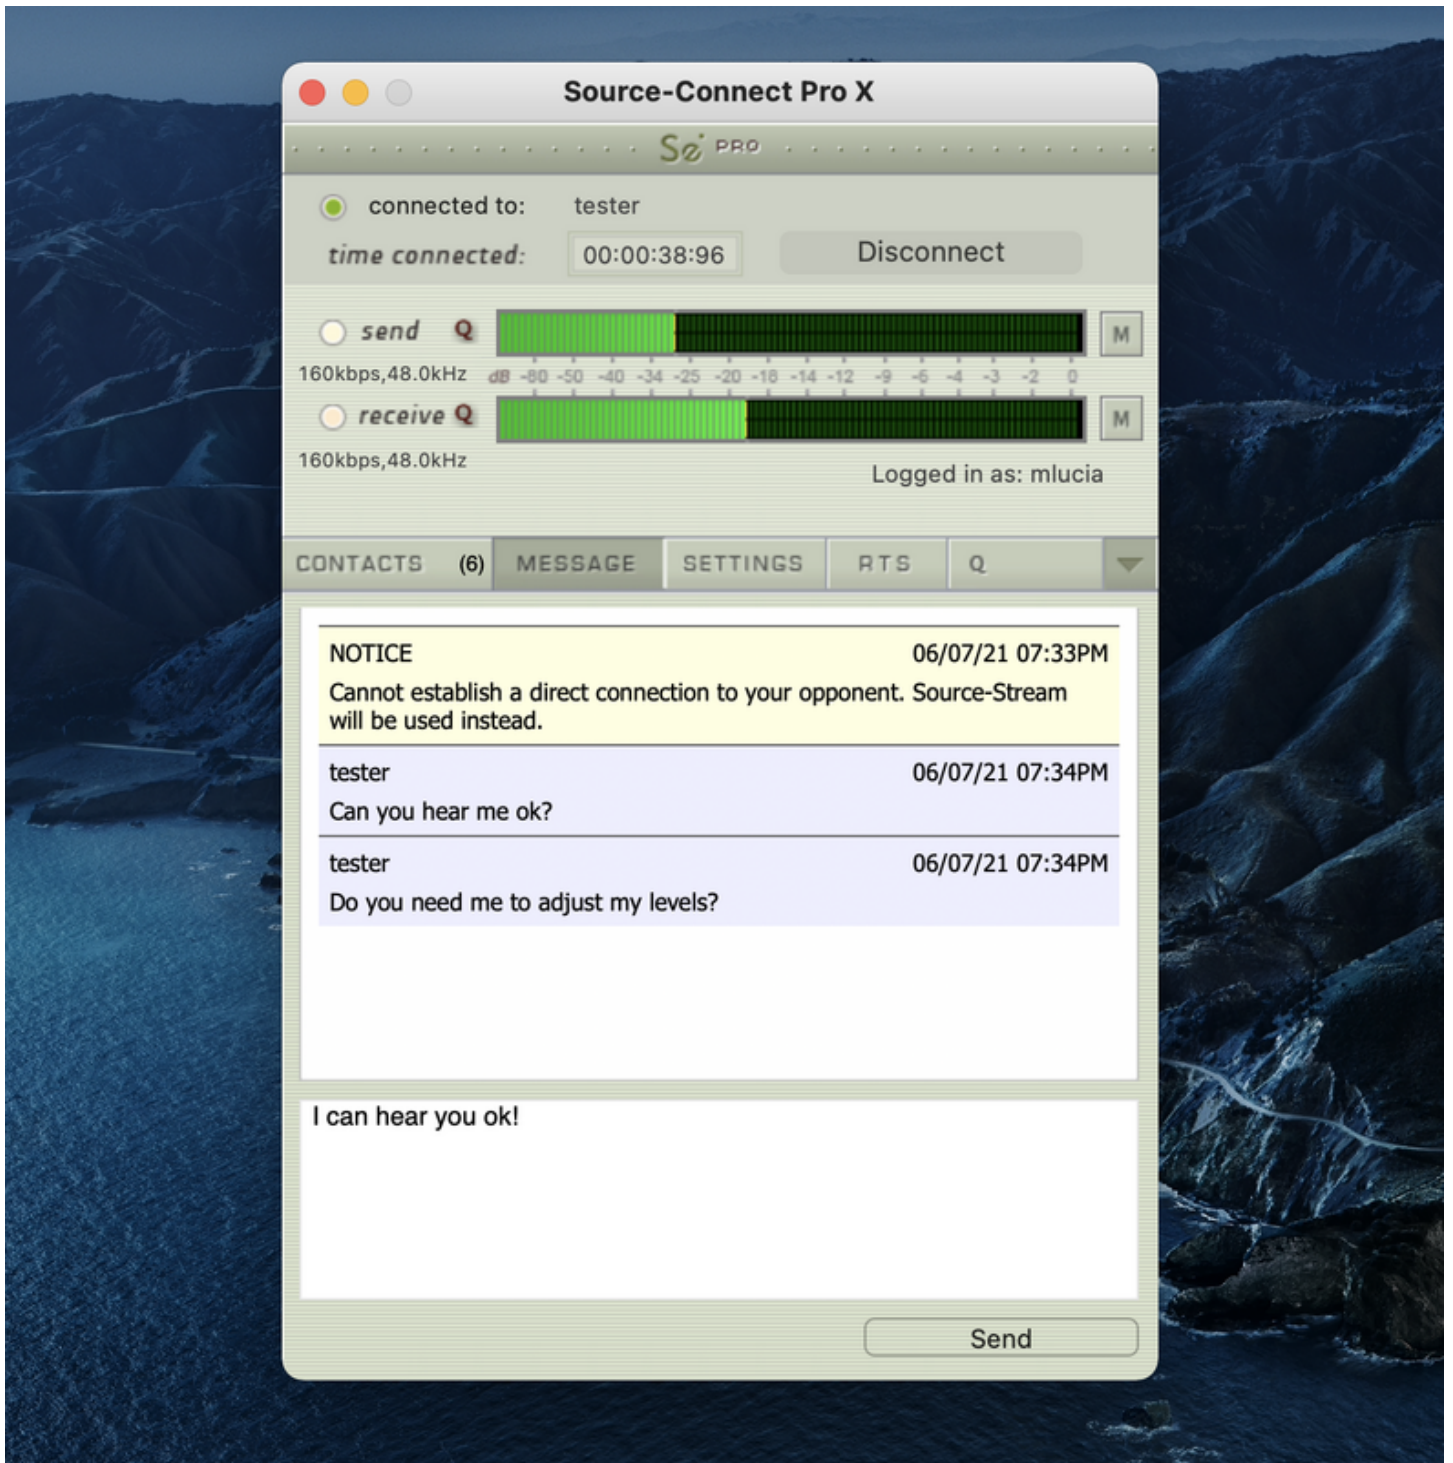 Source-Connect Pro X
Se PRO
connected to: tester
time connected: 00:00:38:96 Disconnect
send Q M
160kbps,48.0kHz dB -80 -50 -40 -34 -25 -20 -18 -14 -12 -9 -6 -4 -3 -2 0
receive Q M
160kbps,48.0kHz
Logged in as: mlucia
CONTACTS (6) MESSAGE SETTINGS RTS Q
NOTICE 06/07/21 07:33PM
Cannot establish a direct connection to your opponent. Source-Stream
will be used instead.
tester 06/07/21 07:34PM
Can you hear me ok?
tester 06/07/21 07:34PM
Do you need me to adjust my levels?
I can hear you ok!
Send